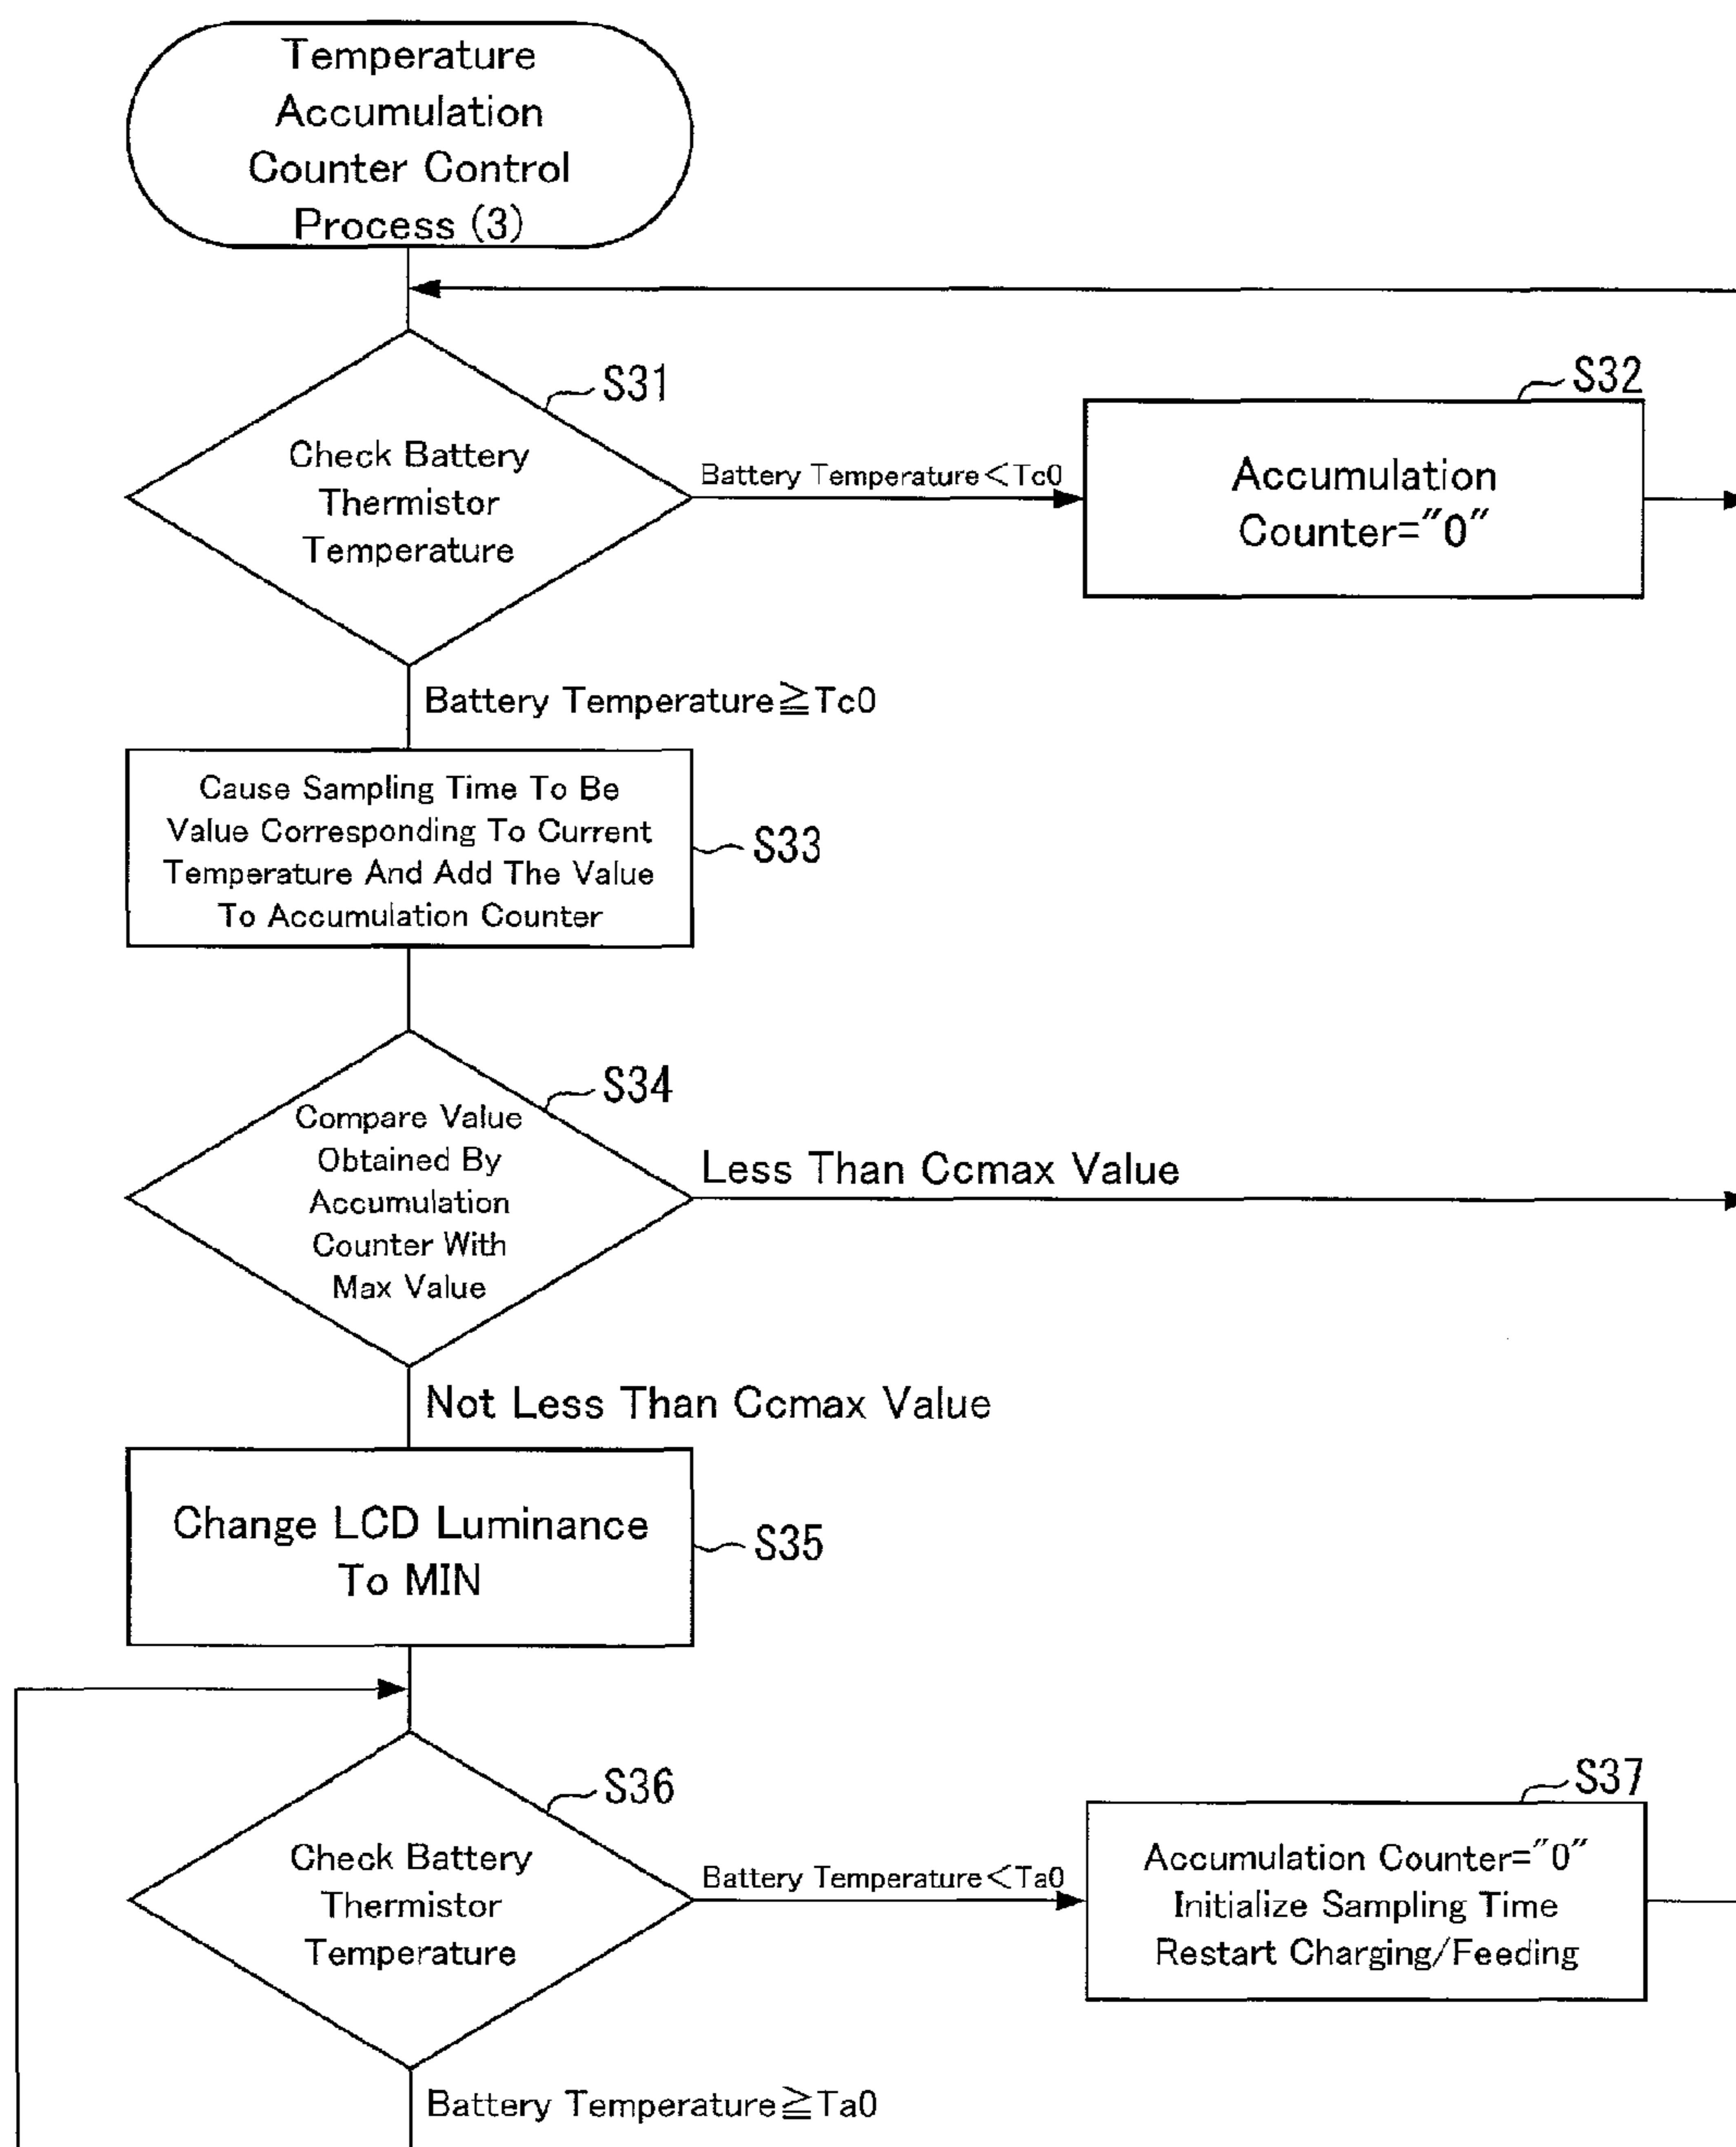 Temperature
Accumulation
Counter Control
Process (3)
S31
Check Battery
Thermistor
Temperature
Battery Temperature<Tc0
S32
Accumulation
Counter="0"
Battery Temperature≧Tc0
Cause Sampling Time To Be
Value Corresponding To Current
Temperature And Add The Value
To Accumulation Counter
S33
S34
Compare Value
Obtained By
Accumulation
Counter With
Max Value
Less Than Ccmax Value
Not Less Than Ccmax Value
Change LCD Luminance
To MIN
S35
S36
Check Battery
Thermistor
Temperature
Battery Temperature<Ta0
S37
Accumulation Counter="0"
Initialize Sampling Time
Restart Charging/Feeding
Battery Temperature≧Ta0